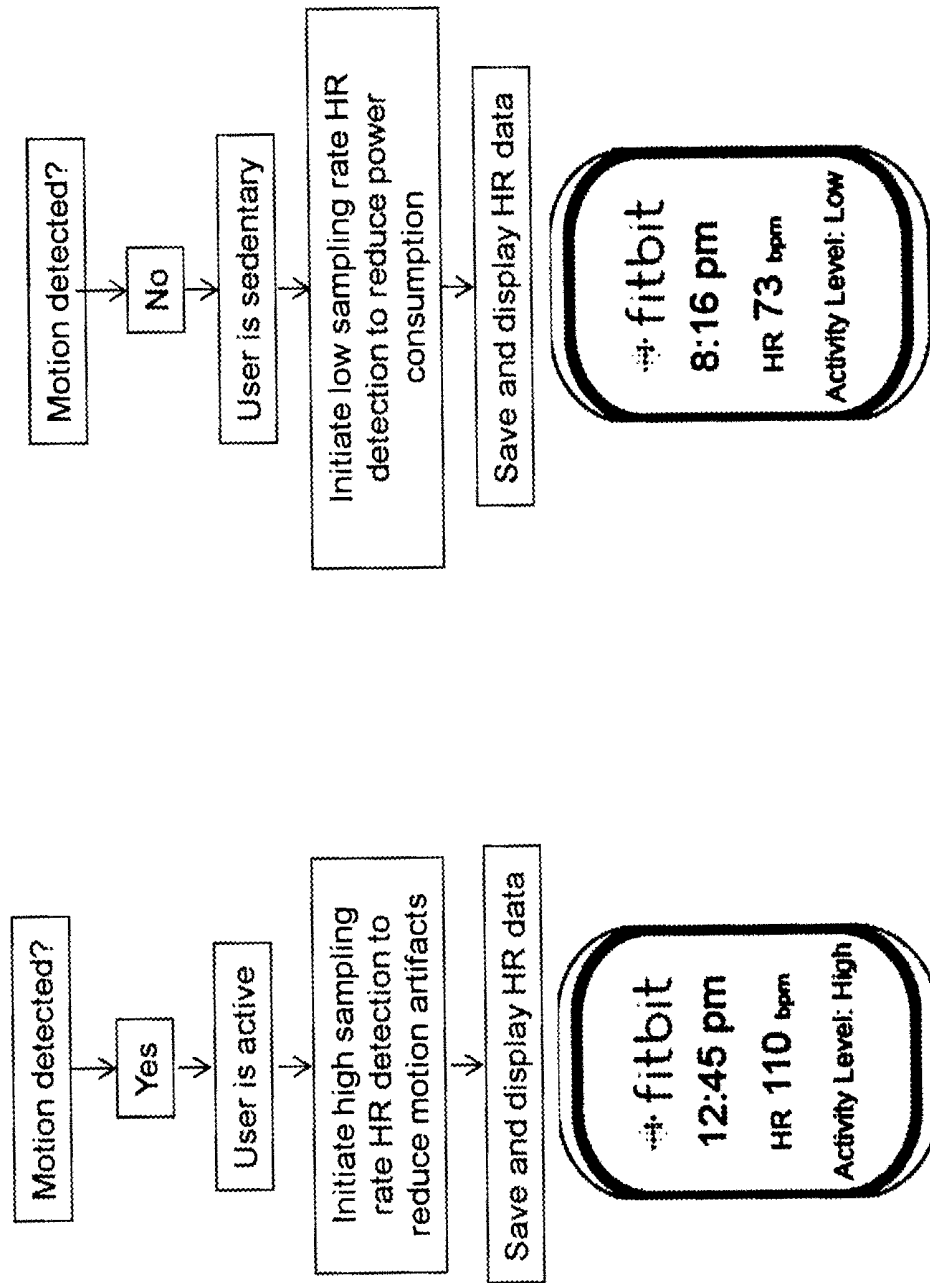 Motion detected?
Yes
User is active
Initiate high sampling
rate HR detection to
reduce motion artifacts
Save and display HR data
fitbit
12:45 pm
HR 110 bpm
Activity Level: High
Motion detected?
No
User is sedentary
Initiate low sampling rate HR
detection to reduce power
consumption
Save and display HR data
fitbit
8:16 pm
HR 73 bpm
Activity Level: Low